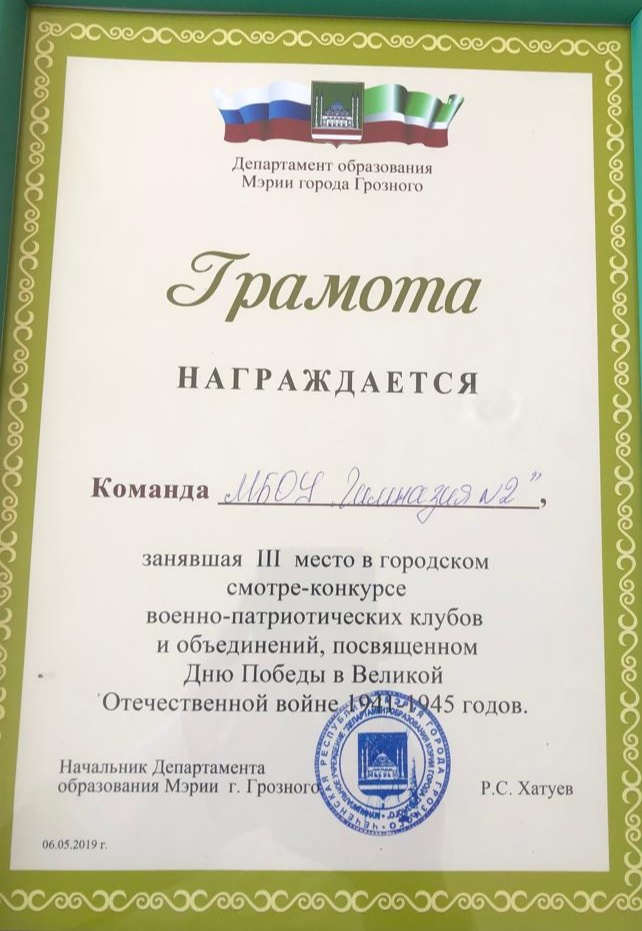 Департамент образования
Мэрии города Грозного
Грамота
НАГРАЖДАЕТСЯ
Команда МБОУ „Гимназия №2",
занявшая III место в городском
смотре-конкурсе
военно-патриотических клубов
и объединений, посвященном
Дню Победы в Великой
Отечественной войне 1941-1945 годов.
Начальник Департамента
образования Мэрии г. Грозного
Р.С. Хатуев
06.05.2019 г.